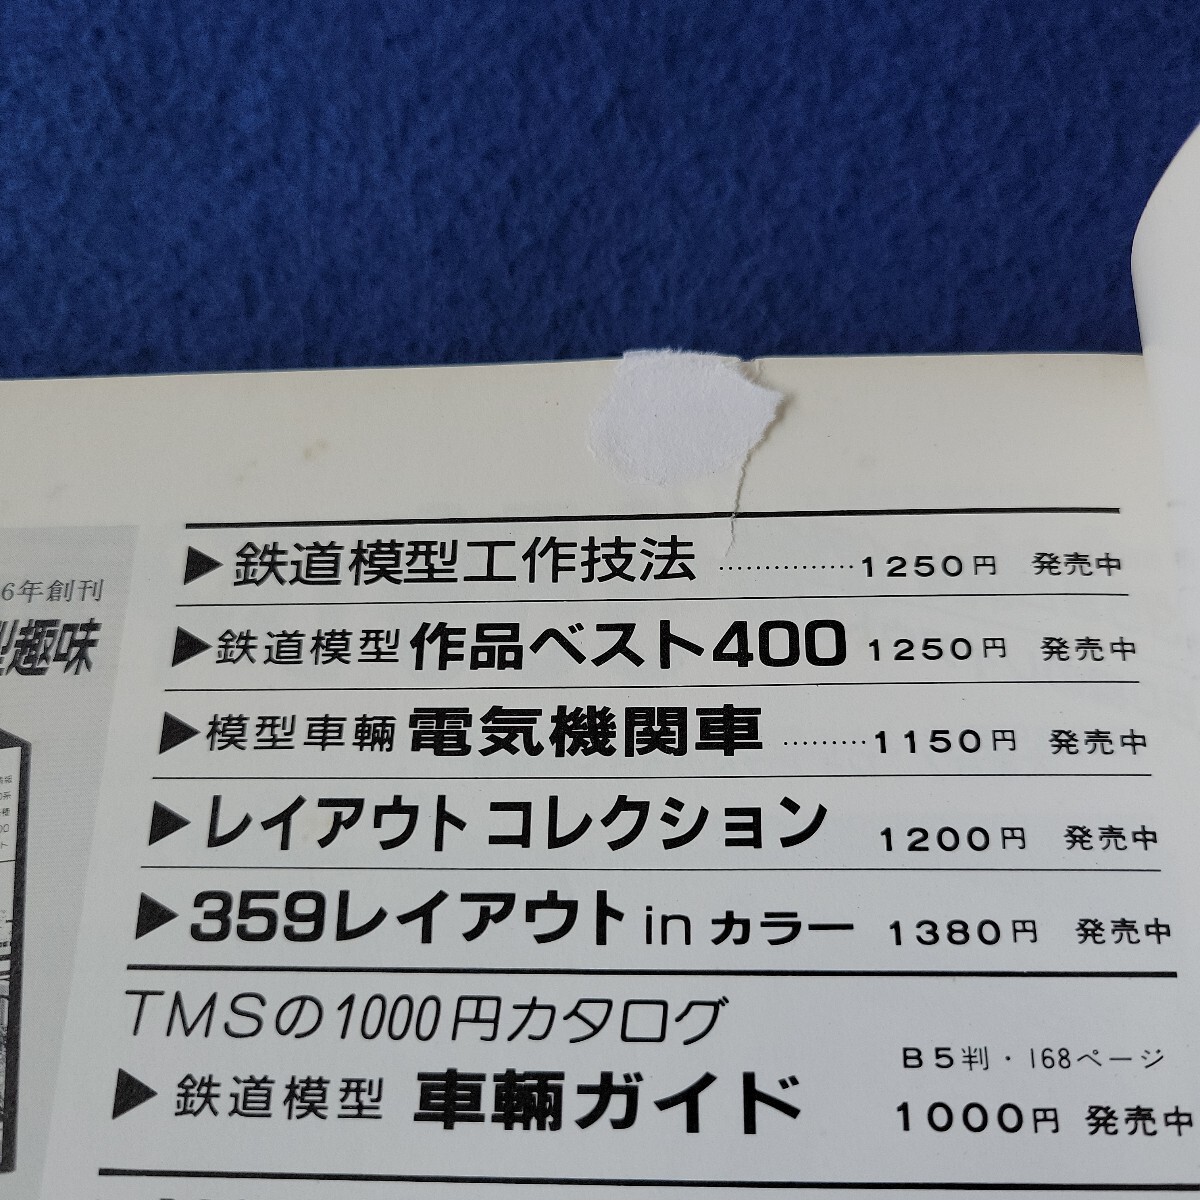 6年創刊
型趣味
▶鉄道模型工作技法 ……………1250円 発売中
▶鉄道模型 作品ベスト400 1250円 発売中
▶模型車輛 電気機関車 ………1150円 発売中
▶レイアウト コレクション 1200円 発売中
▶359レイアウト in カラー 1380円 発売中
TMSの1000円カタログ
B5判・168ページ
▶鉄道模型 車輛ガイド 1000円 発売中